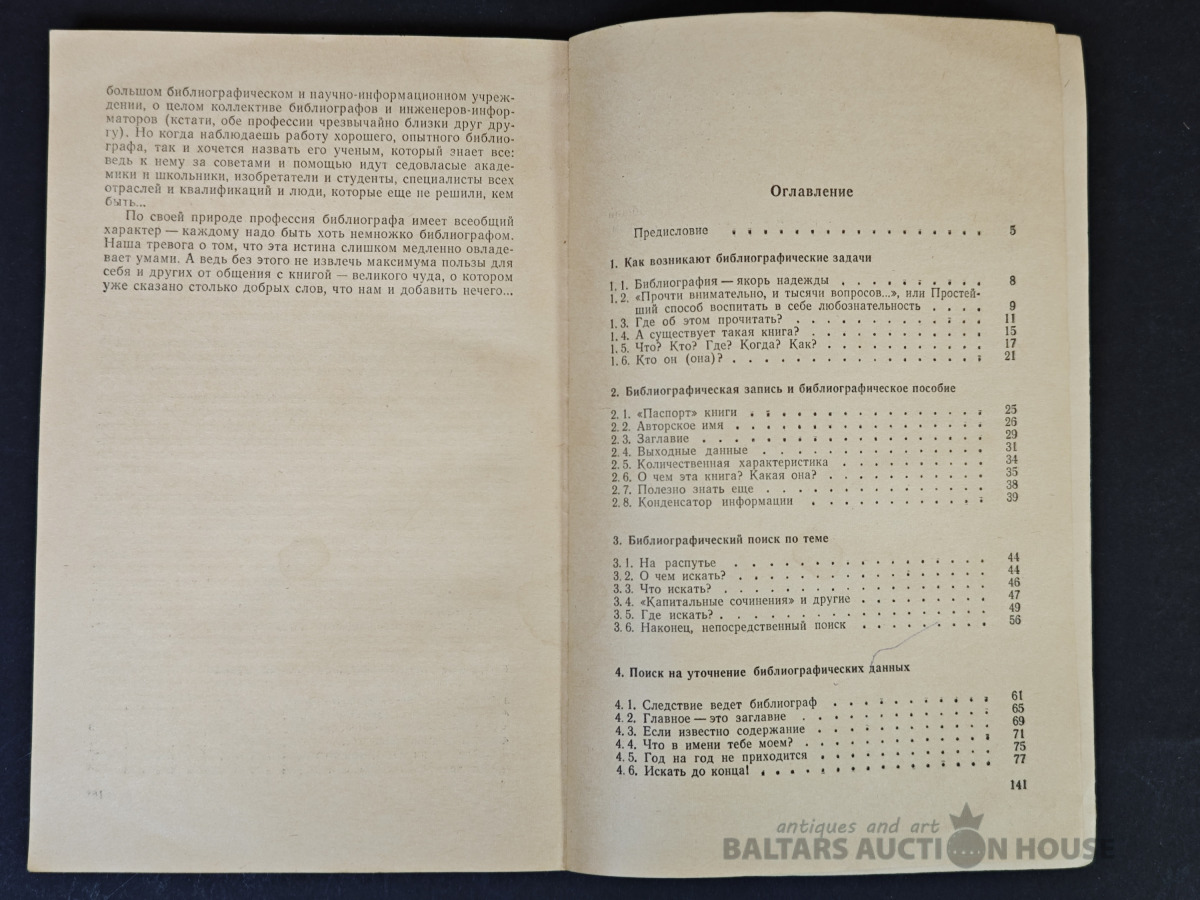 большом библиографическом и научно-информационном учреж-
дении, о целом коллективе библиографов и инженеров-инфор-
маторов (кстати, обе профессии чрезвычайно близки друг дру-
гу). Но когда наблюдаешь работу хорошего, опытного библио-
графа, так и хочется назвать его ученым, который знает все:
ведь к нему за советами и помощью идут седовласые акаде-
мики и школьники, изобретатели и студенты, специалисты всех
отраслей и квалификаций и люди, которые еще не решили, кем
быть...
По своей природе профессия библиографа имеет всеобщий
характер — каждому надо быть хоть немножко библиографом.
Наша тревога о том, что эта истина слишком медленно овладе-
вает умами. А ведь без этого не извлечь максимума пользы для
себя и других от общения с книгой — великого чуда, о котором
уже сказано столько добрых слов, что нам и добавить нечего...
Оглавление
Предисловие . . . . . . . . . . . . . . . . 5
1. Как возникают библиографические задачи
1.1. Библиография — якорь надежды . . . . . . . . . 8
1.2. «Прочти внимательно, и тысячи вопросов...», или Простей-
ший способ воспитать в себе любознательность . . . . 9
1.3. Где об этом прочитать? . . . . . . . . . . . 11
1.4. А существует такая книга? . . . . . . . . . . 15
1.5. Что? Кто? Где? Когда? Как? . . . . . . . . . . 17
1.6. Кто он (она)? . . . . . . . . . . . . . . 21
2. Библиографическая запись и библиографическое пособие
2.1. «Паспорт» книги . . . . . . . . . . . . . 25
2.2. Авторское имя . . . . . . . . . . . . . . 26
2.3. Заглавие . . . . . . . . . . . . . . . 29
2.4. Выходные данные . . . . . . . . . . . . . 31
2.5. Количественная характеристика . . . . . . . . . 34
2.6. О чем эта книга? Какая она? . . . . . . . . . . 35
2.7. Полезно знать еще . . . . . . . . . . . . 38
2.8. Конденсатор информации . . . . . . . . . . . 39
3. Библиографический поиск по теме
3.1. На распутье . . . . . . . . . . . . . . 44
3.2. О чем искать? . . . . . . . . . . . . . . 44
3.3. Что искать? . . . . . . . . . . . . . . 46
3.4. «Капитальные сочинения» и другие . . . . . . . . 47
3.5. Где искать? . . . . . . . . . . . . . . . 49
3.6. Наконец, непосредственный поиск . . . . . . . . 56
4. Поиск на уточнение библиографических данных
4.1. Следствие ведет библиограф . . . . . . . . . . 61
4.2. Главное — это заглавие . . . . . . . . . . . 65
4.3. Если известно содержание . . . . . . . . . . 69
4.4. Что в имени тебе моем? . . . . . . . . . . . 71
4.5. Год на год не приходится . . . . . . . . . . 75
4.6. Искать до конца! . . . . . . . . . . . . . 77
141
antiques and art
BALTARS AUCTION HOUSE